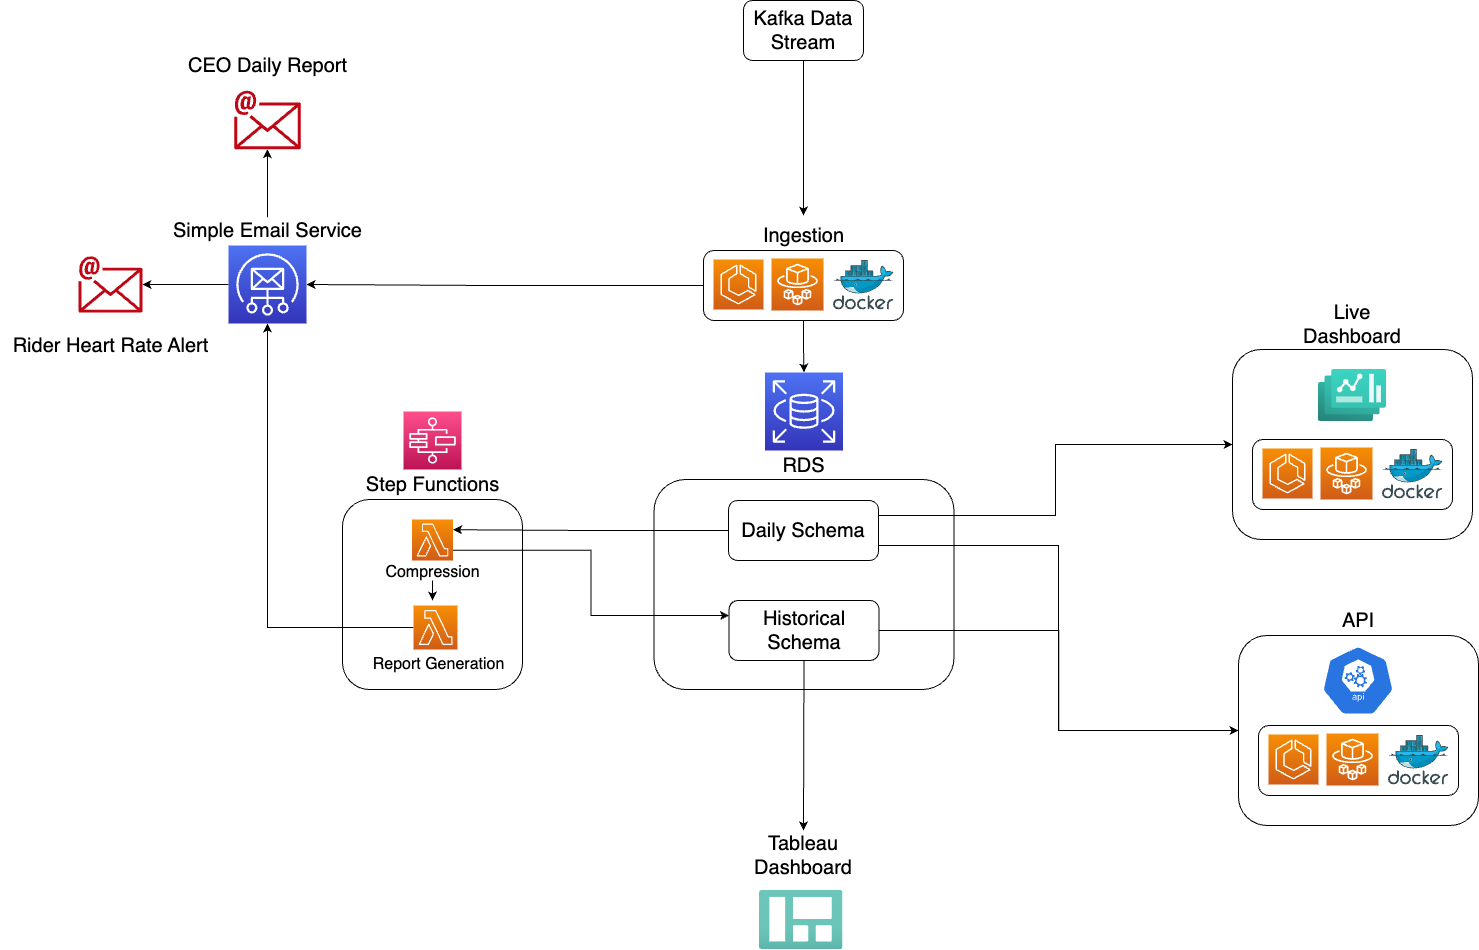 Kafka Data
Stream
CEO Daily Report
@
Simple Email Service
Ingestion
@
docker
Rider Heart Rate Alert
Live
Dashboard
RDS
Step Functions
docker
Daily Schema
Compression
Historical
Schema
API
Report Generation
api
docker
Tableau
Dashboard